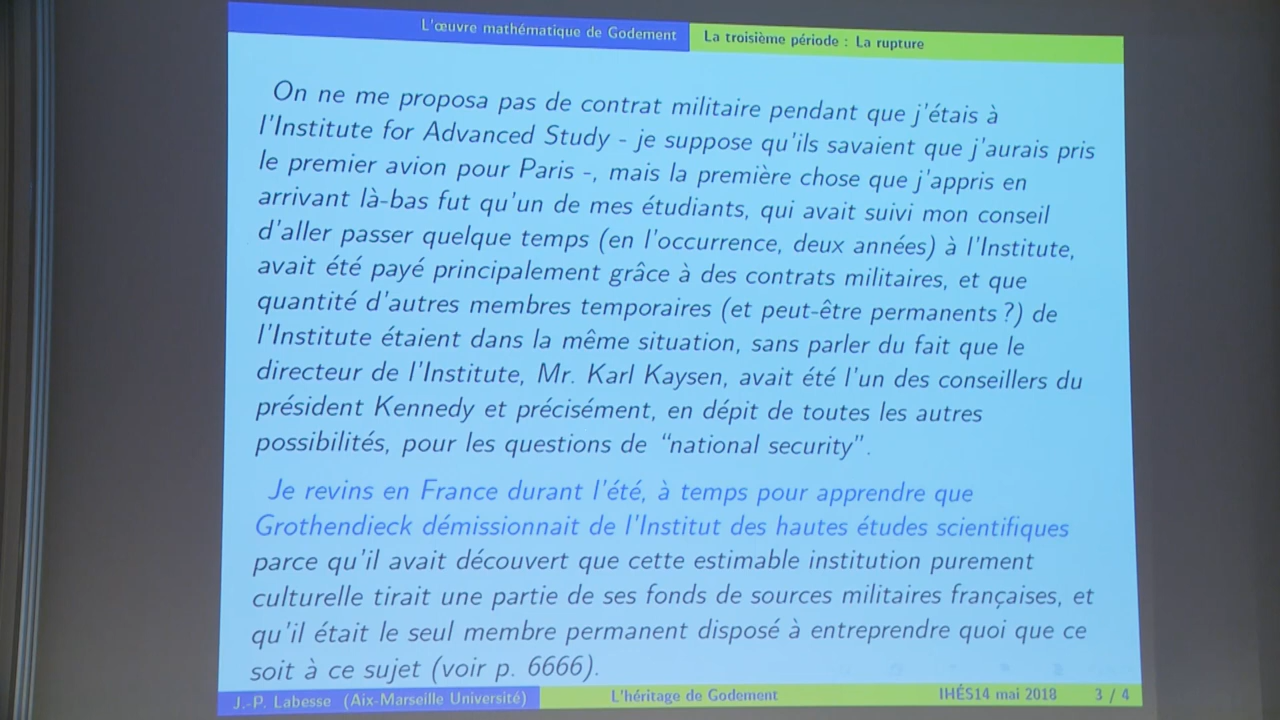 L'œuvre mathématique de Godement
La troisième période : La rupture
On ne me proposa pas de contrat militaire pendant que j'étais à
l'Institute for Advanced Study - je suppose qu'ils savaient que j'aurais pris
le premier avion pour Paris -, mais la première chose que j'appris en
arrivant là-bas fut qu'un de mes étudiants, qui avait suivi mon conseil
d'aller passer quelque temps (en l'occurrence, deux années) à l'Institute,
avait été payé principalement grâce à des contrats militaires, et que
quantité d'autres membres temporaires (et peut-être permanents ?) de
l'Institute étaient dans la même situation, sans parler du fait que le
directeur de l'Institute, Mr. Karl Kaysen, avait été l'un des conseillers du
président Kennedy et précisément, en dépit de toutes les autres
possibilités, pour les questions de “national security”.
Je revins en France durant l'été, à temps pour apprendre que
Grothendieck démissionnait de l'Institut des hautes études scientifiques
parce qu'il avait découvert que cette estimable institution purement
culturelle tirait une partie de ses fonds de sources militaires françaises, et
qu'il était le seul membre permanent disposé à entreprendre quoi que ce
soit à ce sujet (voir p. 6666).
J.-P. Labesse (Aix-Marseille Université)
L'héritage de Godement
IHÉS14 mai 2018
3 / 4